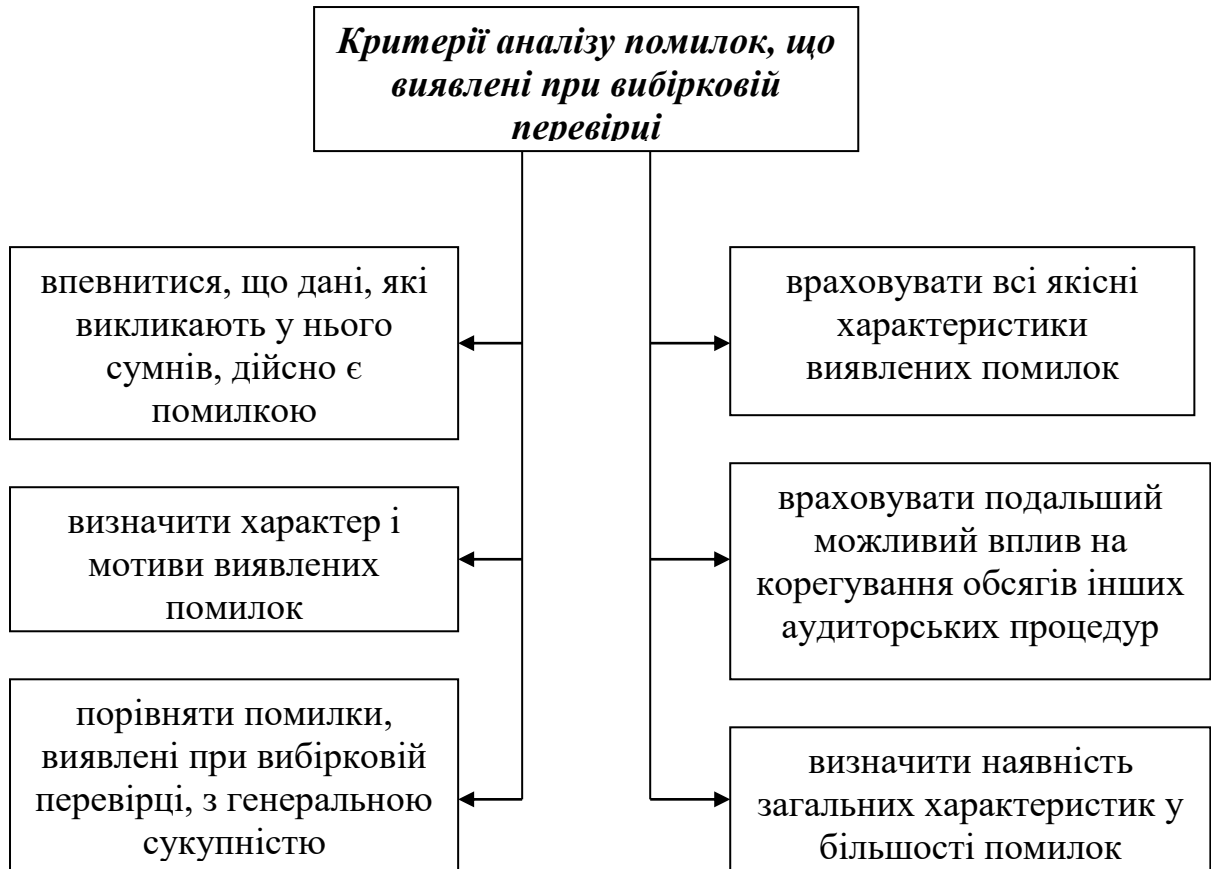 Критерії аналізу помилок, що
виявлені при вибірковій
перевірці
впевнитися, що дані, які
викликають у нього
сумнів, дійсно є
помилкою
визначити характер і
мотиви виявлених
помилок
порівняти помилки,
виявлені при вибірковій
перевірці, з генеральною
сукупністю
враховувати всі якісні
характеристики
виявлених помилок
враховувати подальший
можливий вплив на
корегування обсягів інших
аудиторських процедур
визначити наявність
загальних характеристик у
більшості помилок